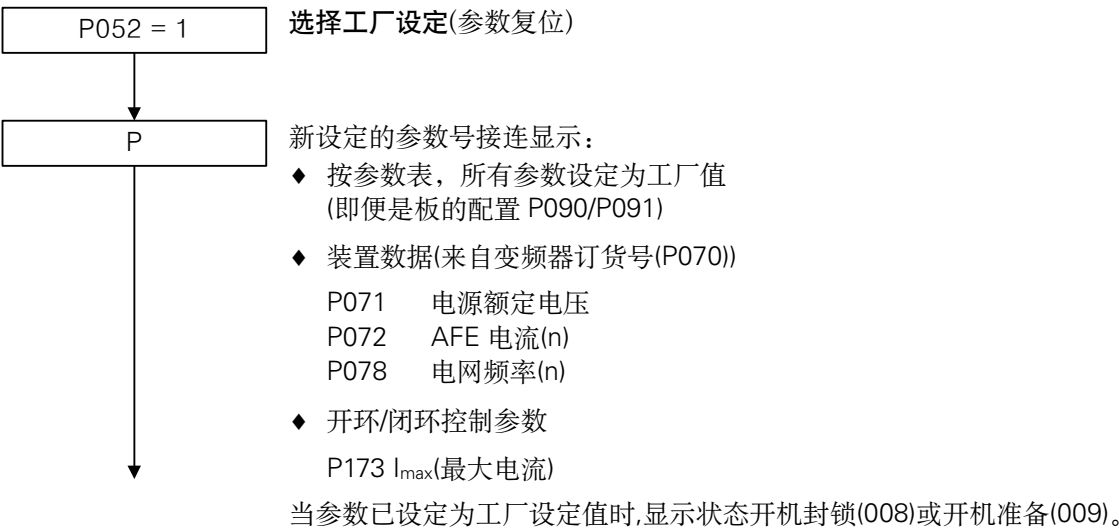 P052 = 1
选择工厂设定(参数复位)
P
新设定的参数号接连显示：
♦ 按参数表，所有参数设定为工厂值
(即便是板的配置 P090/P091)
♦ 装置数据(来自变频器订货号(P070))
P071 电源额定电压
P072 AFE 电流(n)
P078 电网频率(n)
♦ 开环/闭环控制参数
P173 Imax(最大电流)
当参数已设定为工厂设定值时,显示状态开机封锁(008)或开机准备(009)。